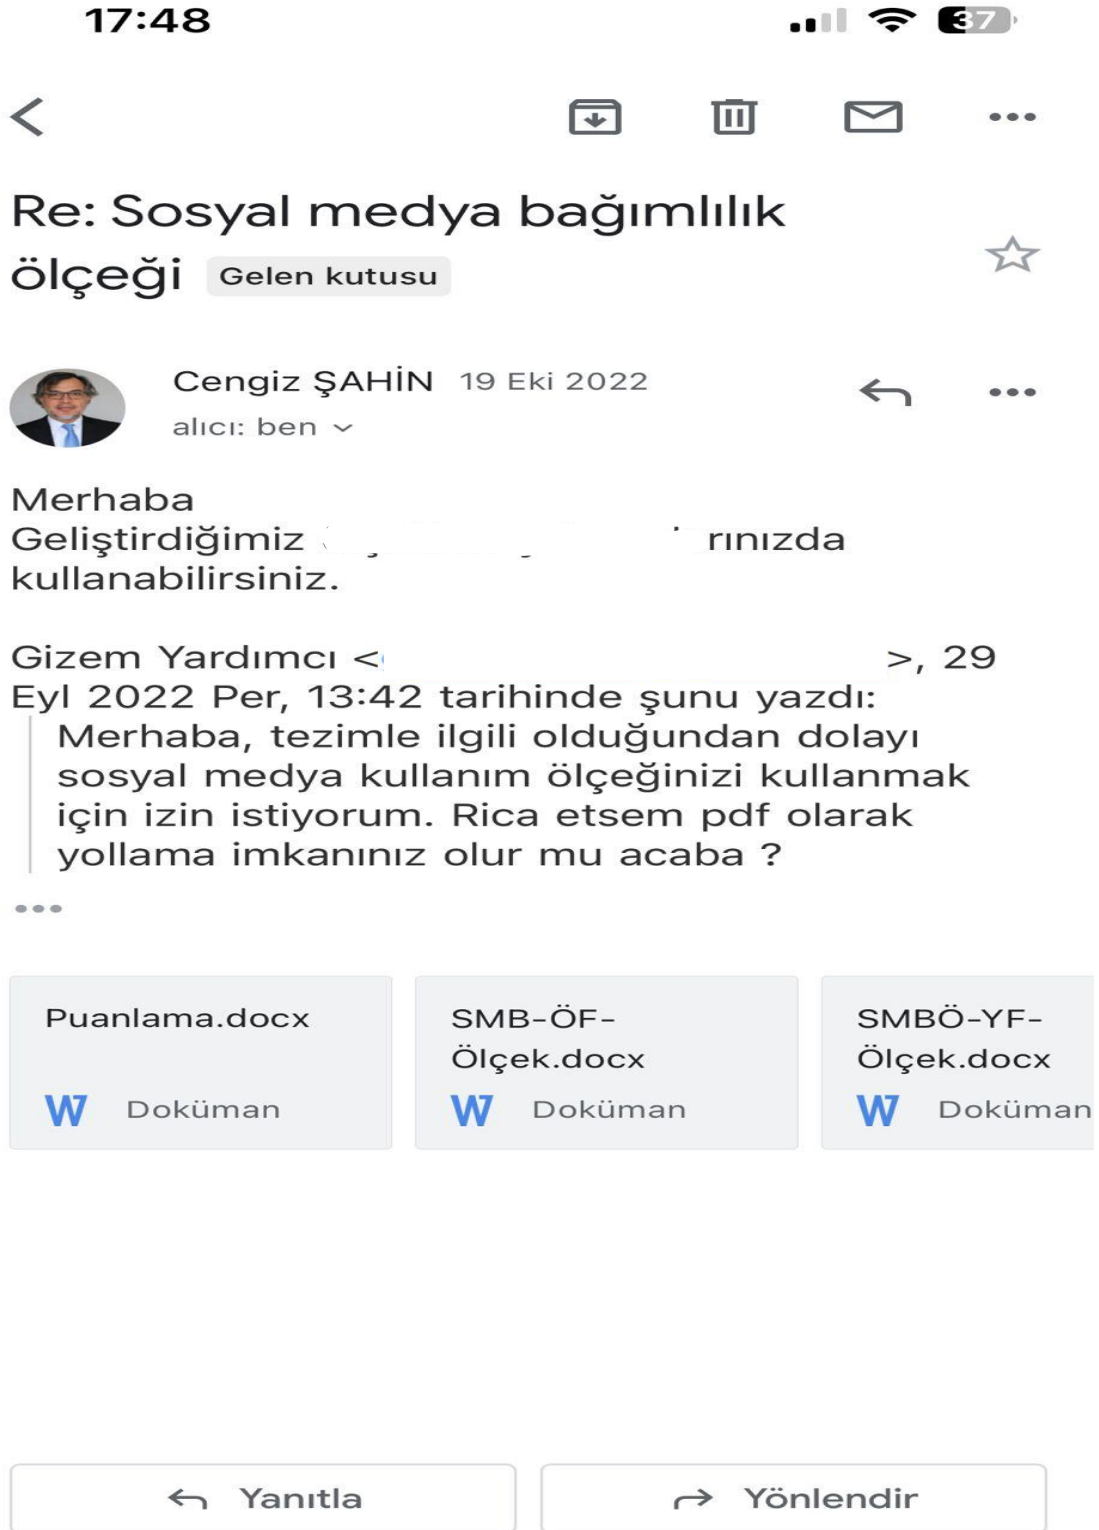 17:48
37
Re: Sosyal medya bağımlılık
ölçeği Gelen kutusu
Cengiz ŞAHİN 19 Eki 2022
alıcı: ben
Merhaba
Geliştirdiğimiz rınızda
kullanabilirsiniz.
Gizem Yardımcı < >, 29
Eyl 2022 Per, 13:42 tarihinde şunu yazdı:
Merhaba, tezimle ilgili olduğundan dolayı
sosyal medya kullanım ölçeğinizi kullanmak
için izin istiyorum. Rica etsem pdf olarak
yollama imkanınız olur mu acaba ?
Puanlama.docx
W Doküman
SMB-ÖF-
Ölçek.docx
W Doküman
SMBÖ-YF-
Ölçek.docx
W Doküman
Yanıtla
Yönlendir